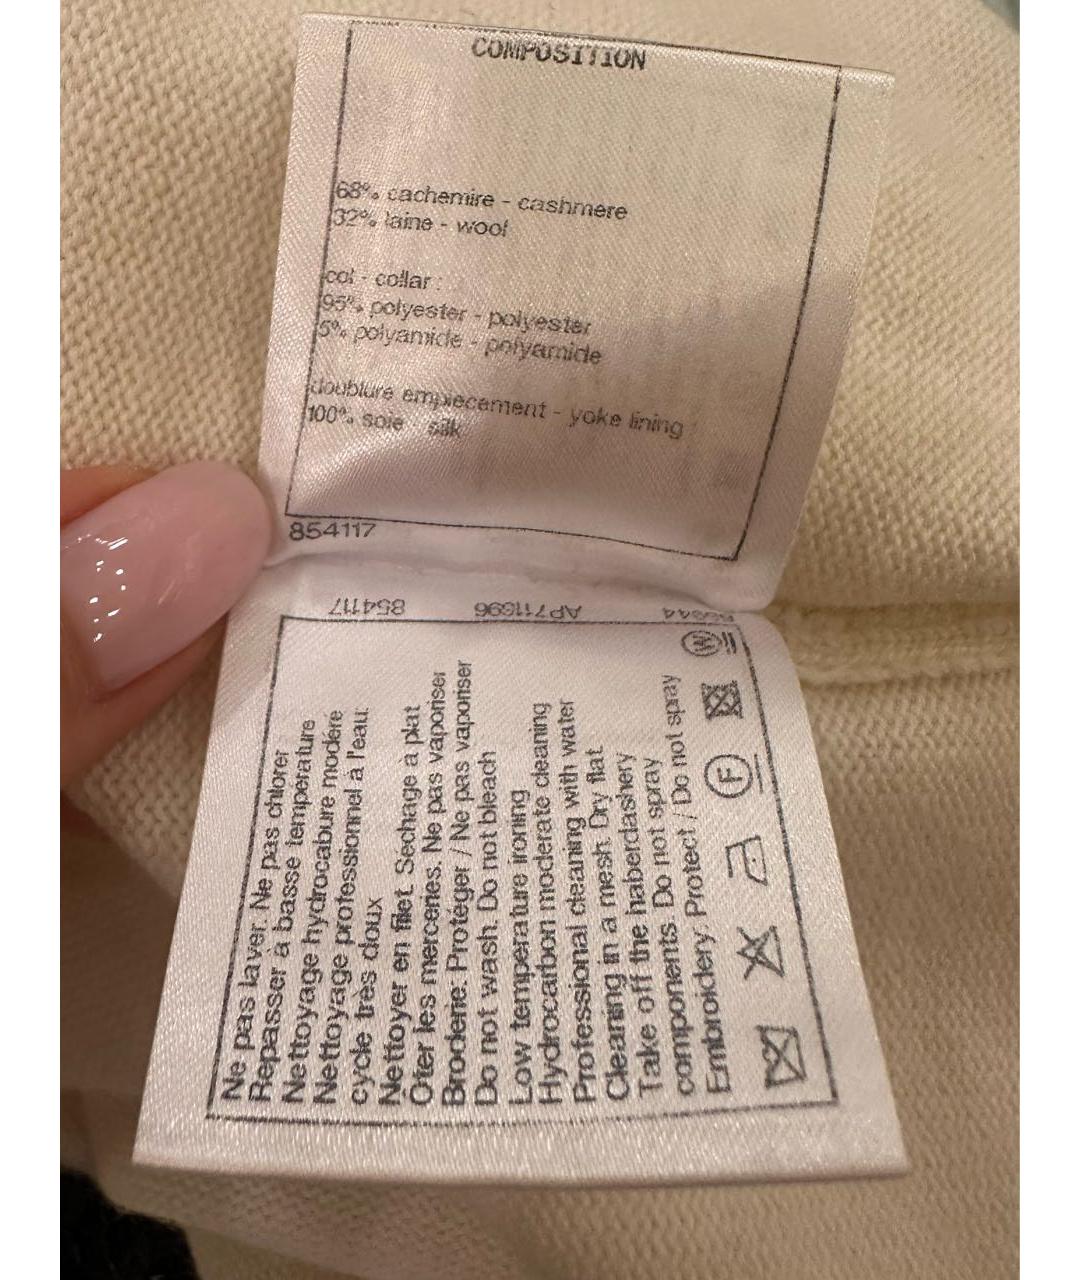 COMPOSITION
68% cachemire - cashmere
32% laine - wool
col - collar :
95% polyester - polyester
5% polyamide - polyamide
doublure empiecement - yoke lining
100% soie silk
854117
854117 AP711696
Ne pas laver. Ne pas chlorer
Repasser à basse temperature
Nettoyage hydrocabure modere
Nettoyage professionnel à l'eau:
cycle très doux
Nettoyer en filet. Sechage à plat
Oter les merceries. Ne pas vaporiser
Broderie: Protéger / Ne pas vaporiser
Do not wash. Do not bleach
Low temperature ironing
Hydrocarbon moderate cleaning
Professional cleaning with water
Cleaning in a mesh. Dry flat
Take off the haberdashery
components. Do not spray
Embroidery: Protect / Do not spray
F
W